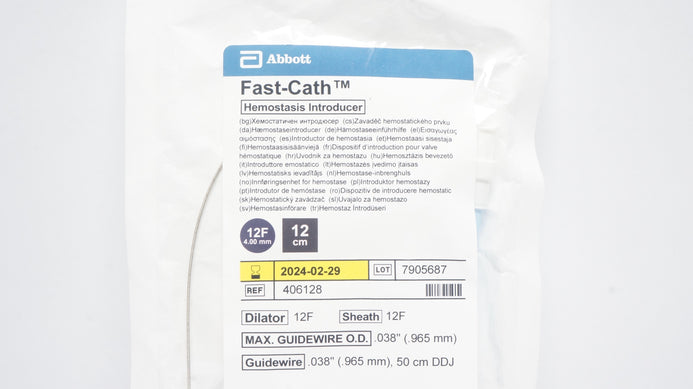 Abbott
Fast-Cath™
Hemostasis Introducer
(bg)Хемостатичен интродюсер (cs)Zavaděč hemostatického prvku
(da)Hæmostaseintroducer (de)Hämostaseeinführhilfe (el)Εισαγωγέας
αιμόστασης (es)Introductor de hemostasia (et)Hemostaasi sisestaja
(fi)Hemostaasisisäänviejä (fr)Dispositif d'introduction pour valve
hémostatique (hr)Uvodnik za hemostazu (hu)Hemosztázis bevezető
(it)Introduttore emostatico (lt)Hemostazės įvedimo įtaisas
(lv)Hemostatisks ievadītājs (nl)Hemostase-inbrenghuls
(no)Innføringsenhet for hemostase (pl)Introduktor hemostazy
(pt)Introdutor de hemóstase (ro)Dispozitiv de introducere hemostatic
(sk)Hemostatický zavádzač (sl)Uvajalo za hemostazo
(sv)Hemostasinförare (tr)Hemostaz İntrodüseri
12F
4.00 mm
12
cm
2024-02-29 LOT 7905687
REF 406128
Dilator 12F Sheath 12F
MAX. GUIDEWIRE O.D. .038" (.965 mm)
Guidewire .038" (.965 mm), 50 cm DDJ